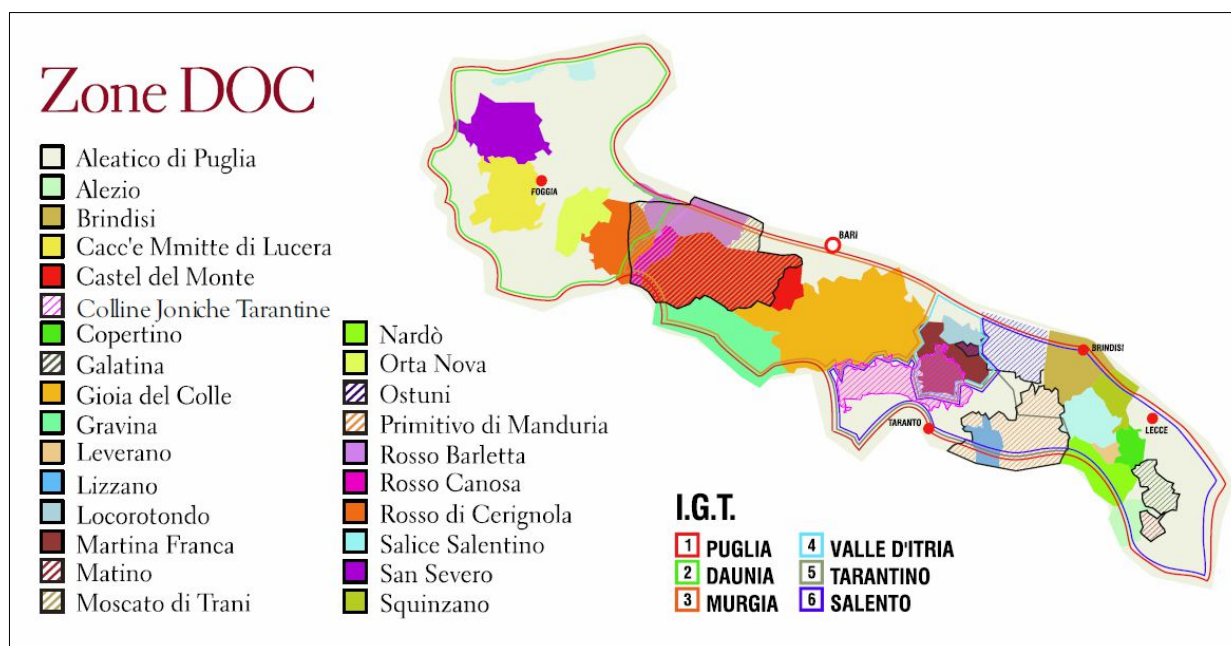 Zone DOC
Aleatico di Puglia
Alezio
Brindisi
Cacc'e Mmitte di Lucera
Castel del Monte
Colline Joniche Tarantine
Copertino
Galatina
Gioia del Colle
Gravina
Leverano
Lizzano
Locorotondo
Martina Franca
Matino
Moscato di Trani
Nardò
Orta Nova
Ostuni
Primitivo di Manduria
Rosso Barletta
Rosso Canosa
Rosso di Cerignola
Salice Salentino
San Severo
Squinzano
FOGGIA
BARI
BRINDISI
TARANTO
LECCE
I.G.T.
1 PUGLIA
2 DAUNIA
3 MURGIA
4 VALLE D'ITRIA
5 TARANTINO
6 SALENTO